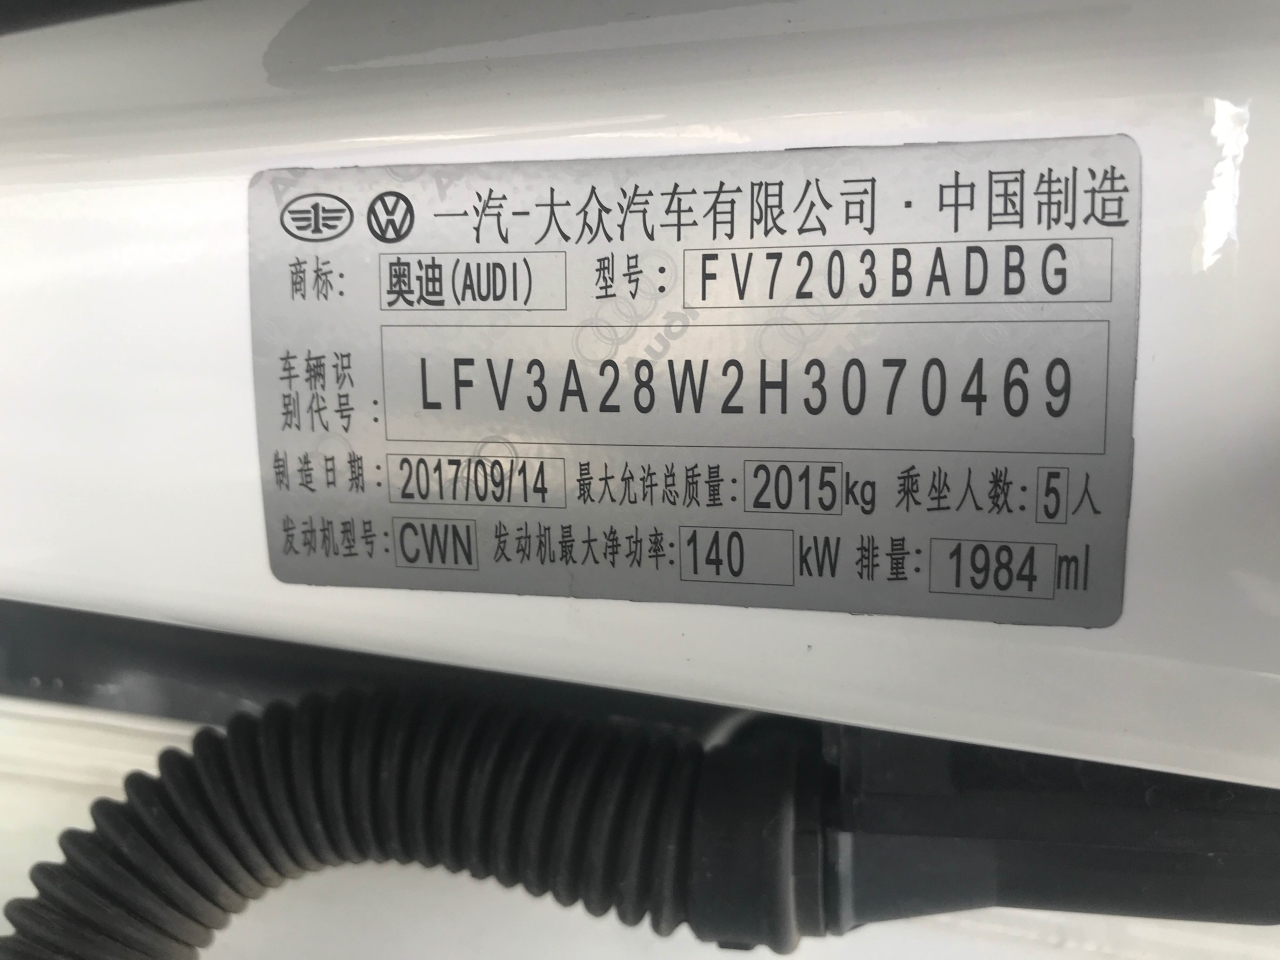 一汽-大众汽车有限公司·中国制造
商标: 奥迪(AUDI) 型号: FV7203BADBG
车辆识别代号: LFV3A28W2H3070469
制造日期: 2017/09/14 最大允许总质量: 2015kg 乘坐人数: 5人
发动机型号: CWN 发动机最大净功率: 140 kW 排量: 1984 ml